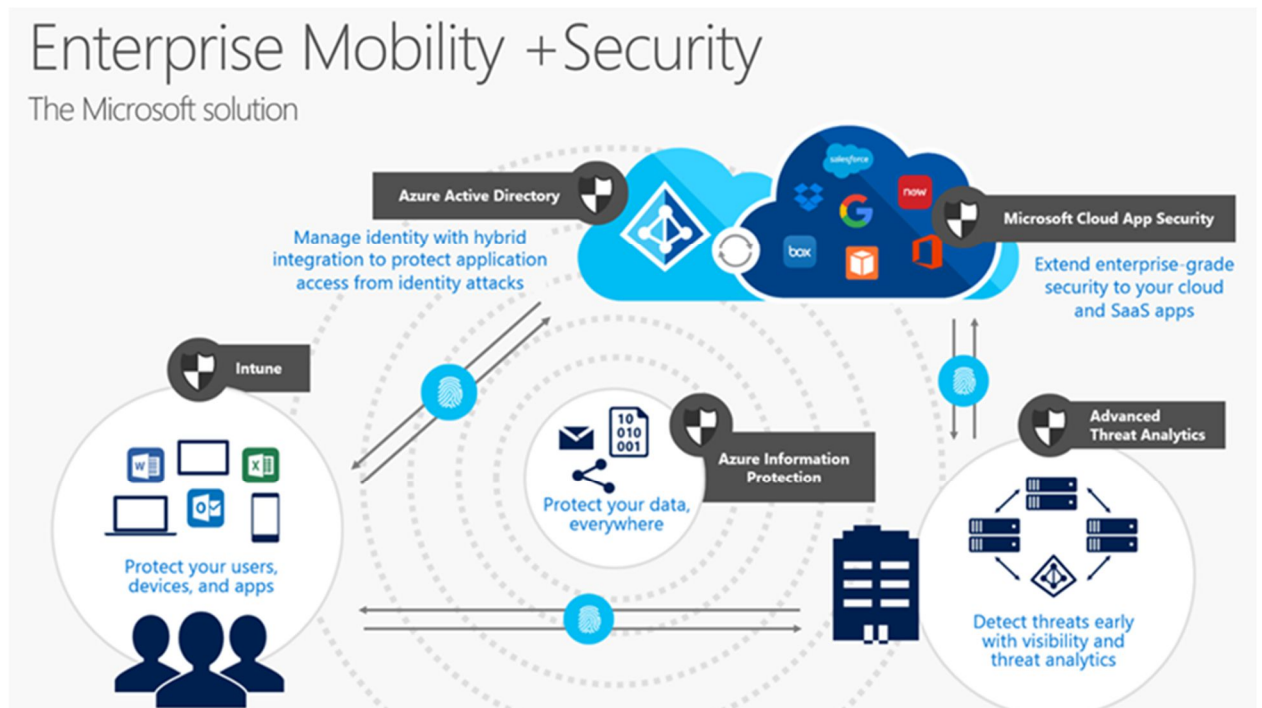 Enterprise Mobility +Security
The Microsoft solution
Azure Active Directory
Manage identity with hybrid
integration to protect application
access from identity attacks
salesforce
now
box
Microsoft Cloud App Security
Extend enterprise-grade
security to your cloud
and SaaS apps
Intune
W
X
O
Protect your users,
devices, and apps
10
010
001
Azure Information
Protection
Protect your data,
everywhere
Advanced
Threat Analytics
Detect threats early
with visibility and
threat analytics